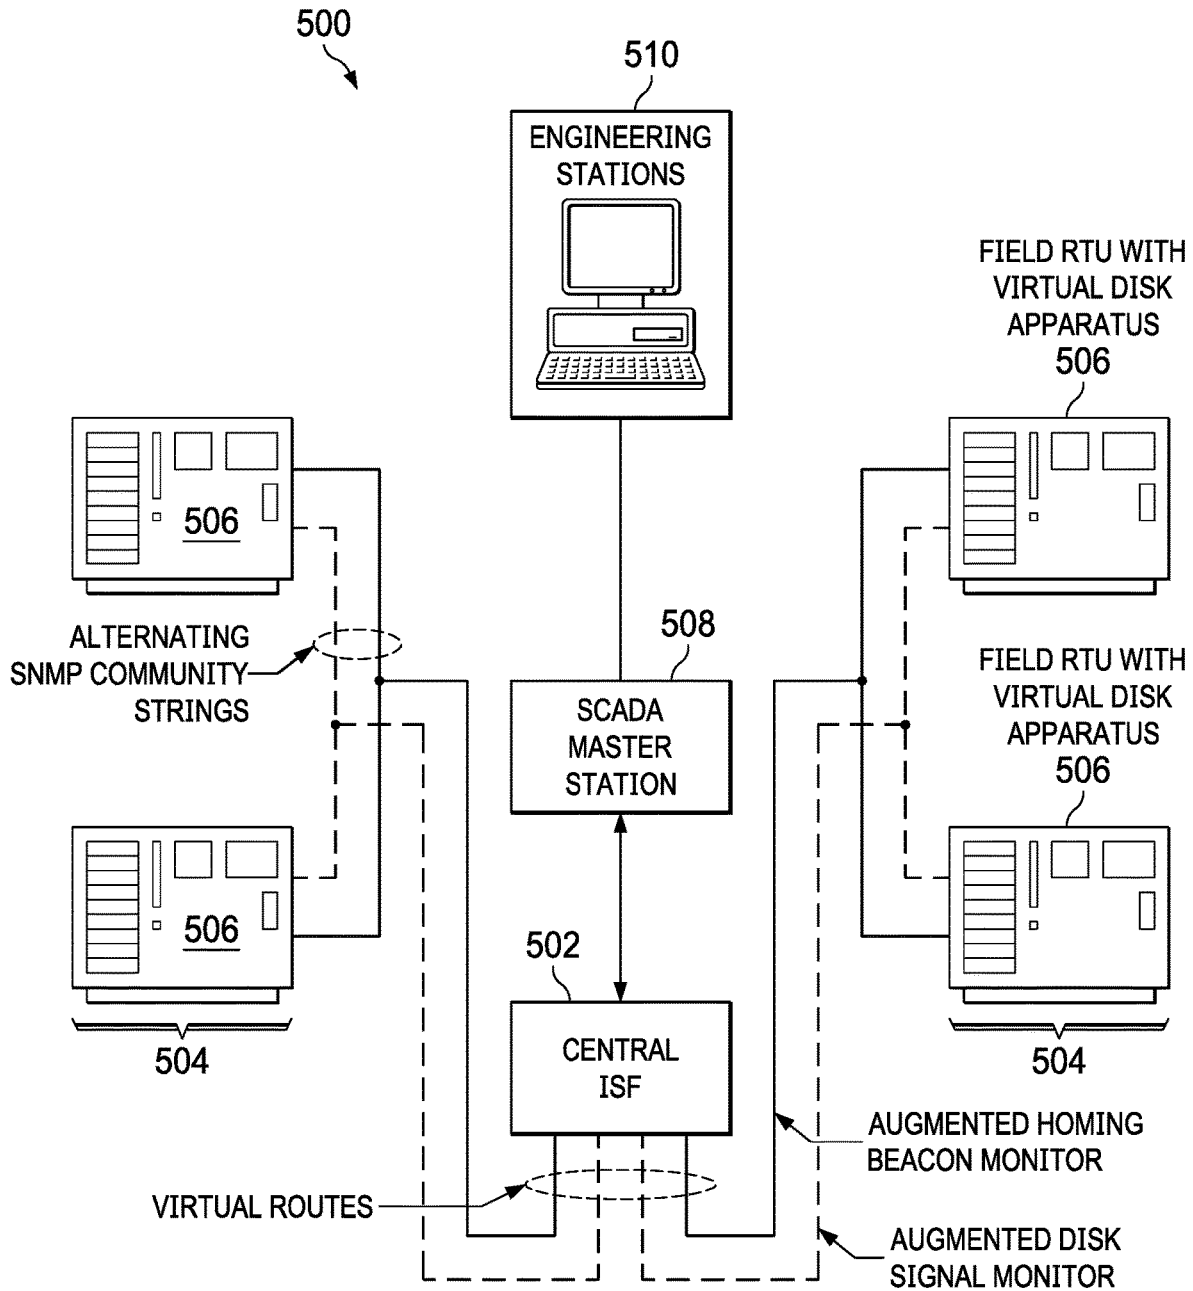 500
510
ENGINEERING
STATIONS
FIELD RTU WITH
VIRTUAL DISK
APPARATUS
506
506
ALTERNATING
SNMP COMMUNITY
STRINGS
508
SCADA
MASTER
STATION
FIELD RTU WITH
VIRTUAL DISK
APPARATUS
506
506
502
CENTRAL
ISF
504
504
AUGMENTED HOMING
BEACON MONITOR
VIRTUAL ROUTES
AUGMENTED DISK
SIGNAL MONITOR